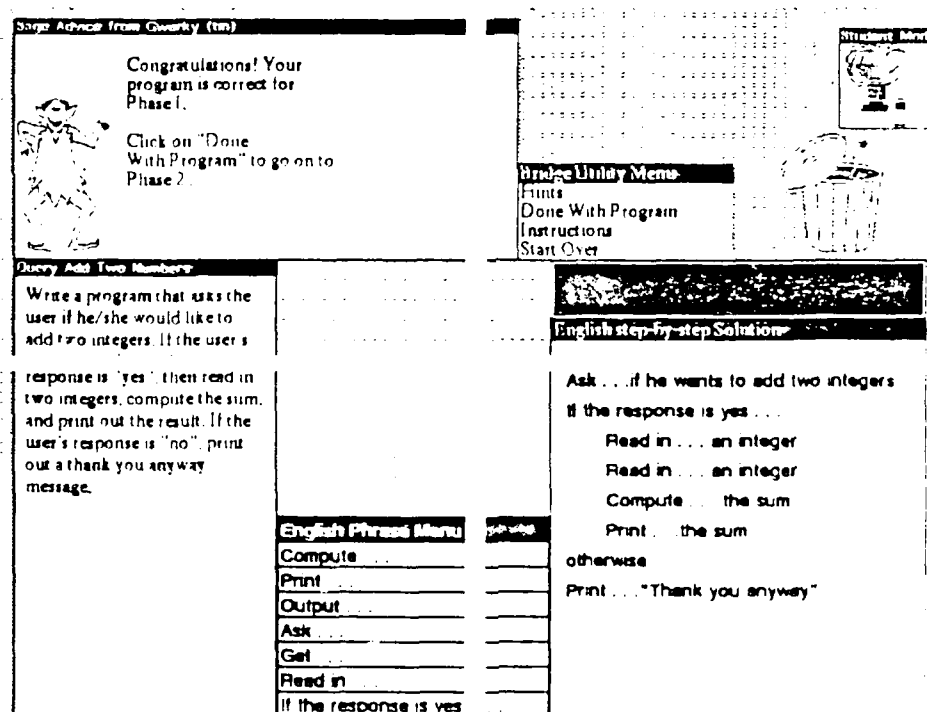 Sage Advice from Gworky (tm)
Congratulations! Your
program is correct for
Phase 1.
Click on "Done
With Program" to go on to
Phase 2.
Student
Bridge Utility Menu
Hints
Done With Program
Instructions
Start Over
Query Add Two Numbers
Write a program that asks the
user if he/she would like to
add two integers. If the user's
response is "yes", then read in
two integers, compute the sum,
and print out the result. If the
user's response is "no", print
out a thank you anyway
message.
English Phrase Menu
Compute . . .
Print . . .
Output . . .
Ask . . .
Get . . .
Read in . . .
If the response is yes
English step-by-step Solution
Ask . . . if he wants to add two integers
If the response is yes . . .
Read in . . . an integer
Read in . . . an integer
Compute . . . the sum
Print . . . the sum
otherwise
Print . . . "Thank you anyway"